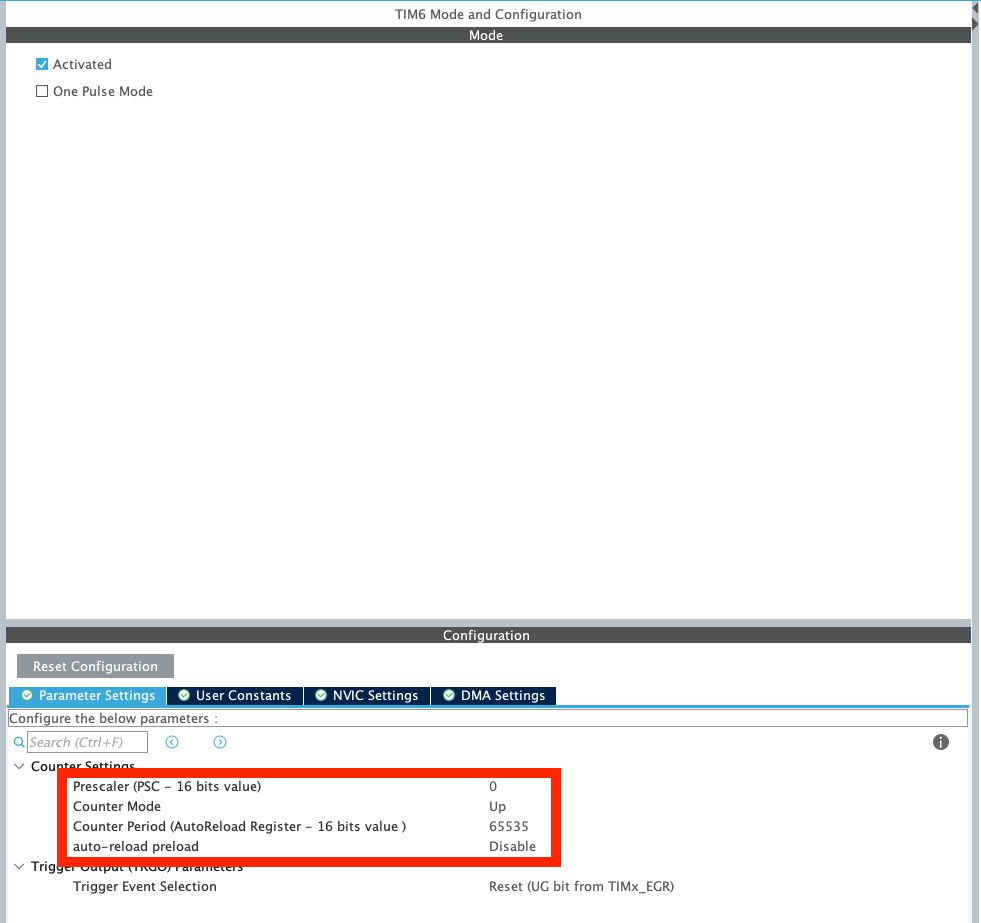 TIM6 Mode and Configuration
Mode
Activated
One Pulse Mode
Configuration
Reset Configuration
Parameter Settings User Constants NVIC Settings DMA Settings
Configure the below parameters :
Search (Ctrl+F)
Counter Settings
Prescaler (PSC - 16 bits value) 0
Counter Mode Up
Counter Period (AutoReload Register - 16 bits value ) 65535
auto-reload preload Disable
Trigger Output (TRGO) Parameters
Trigger Event Selection Reset (UG bit from TIMx_EGR)